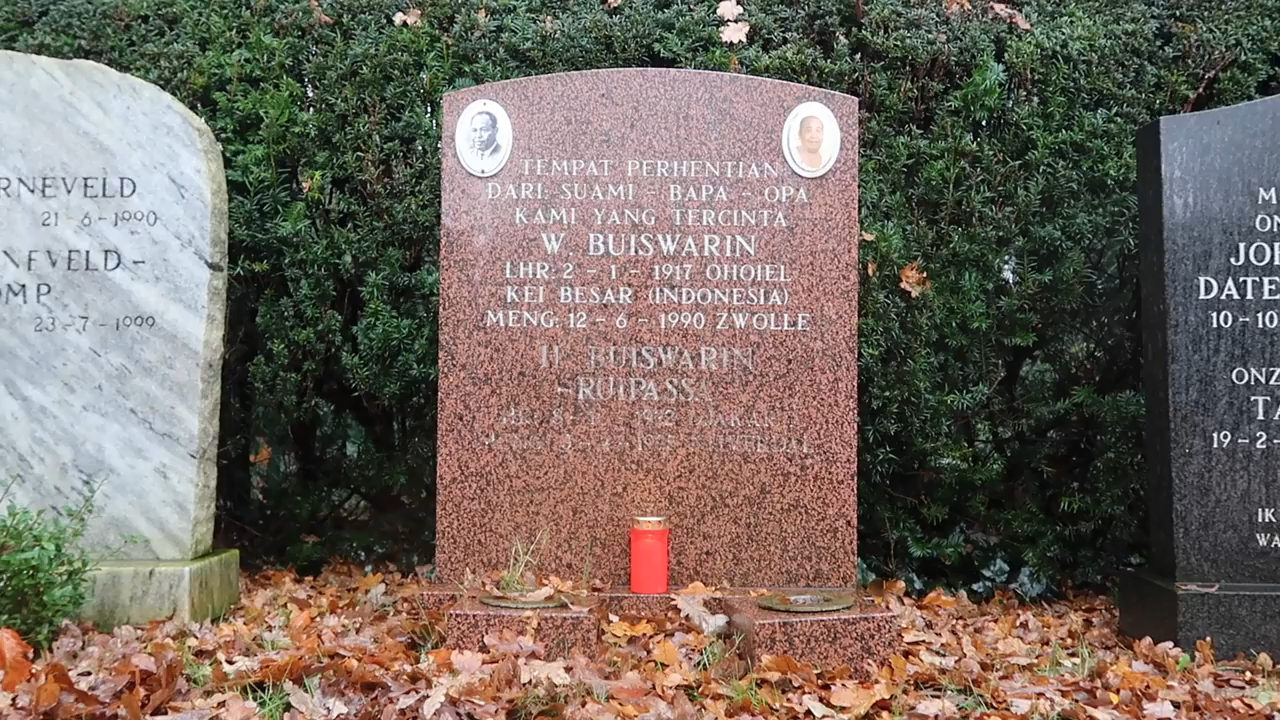 RNEVELD
21-6-1990
NEVELD-
OMP
23-7-1999
TEMPAT PERHENTIAN
DARI: SUAMI - BAPA - OPA
KAMI YANG TERCINTA
W. BUISWARIN
LHR: 2 - 1 - 1917 OHOIEL
KEI BESAR (INDONESIA)
MENG: 12 - 6 - 1990 ZWOLLE
H. BUISWARIN
-RUIPASSA
M
ON
JOH
DATE
10-10
ONZ
TA
19-2-
IK
WA